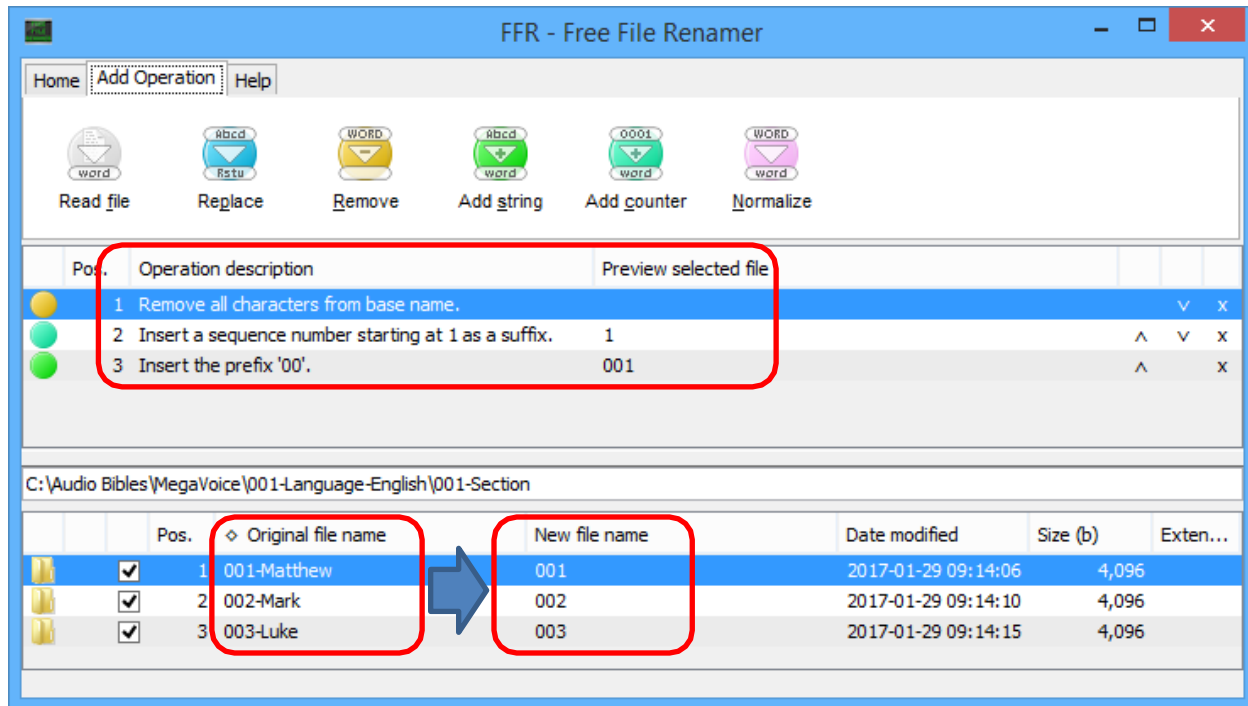 FFR - Free File Renamer
Home Add Operation Help
Abcd WORD Abcd 0001 WORD
word Rstu word word word
Read file Replace Remove Add string Add counter Normalize
Pos. Operation description Preview selected file
1 Remove all characters from base name. v x
2 Insert a sequence number starting at 1 as a suffix. 1 ^ v x
3 Insert the prefix '00'. 001 ^ x
C:\Audio Bibles\MegaVoice\001-Language-English\001-Section
Pos. Original file name New file name Date modified Size (b) Exten...
1 001-Matthew 001 2017-01-29 09:14:06 4,096
2 002-Mark 002 2017-01-29 09:14:10 4,096
3 003-Luke 003 2017-01-29 09:14:15 4,096